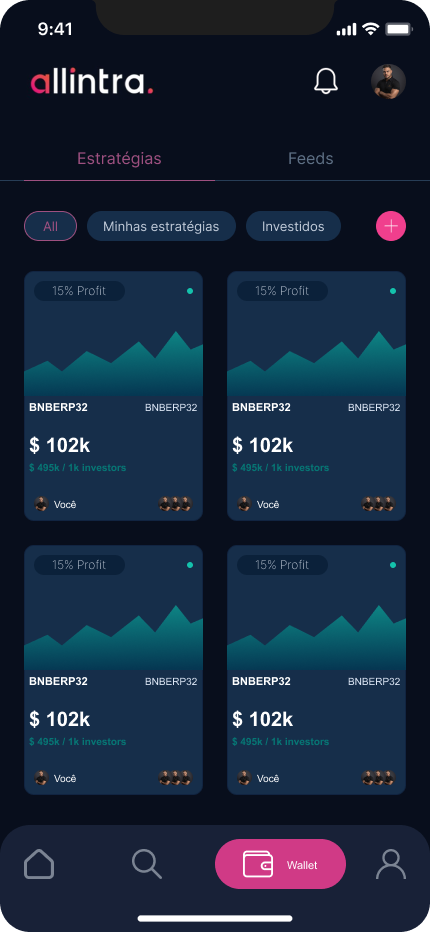 9:41
allintra.
Estratégias Feeds
All Minhas estratégias Investidos
15% Profit 15% Profit
BNBERP32 BNBERP32 BNBERP32 BNBERP32
$ 102k $ 102k
$ 495k / 1k investors $ 495k / 1k investors
Você Você
15% Profit 15% Profit
BNBERP32 BNBERP32 BNBERP32 BNBERP32
$ 102k $ 102k
$ 495k / 1k investors $ 495k / 1k investors
Você Você
Wallet